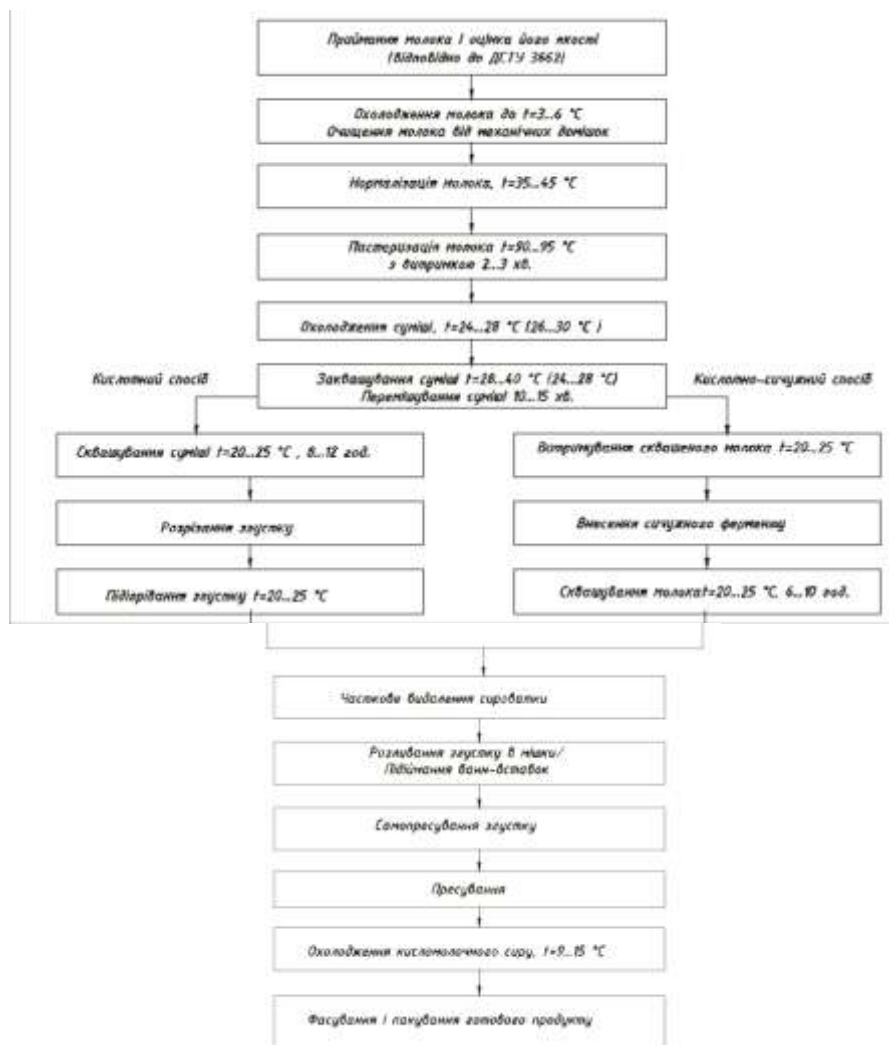 Приймання молока і оцінка його якості
(відповідно до ДСТУ 3662)
Охолодження молока до t=3...6 °С
Очищення молока від механічних домішок
Нормалізація молока, t=35...45 °С
Пастеризація молока t=90...95 °С
з витримкою 2...3 хв.
Охолодження суміші, t=24...28 °С (26...30 °С )
Кислотний спосіб
Заквашування суміші t=28...40 °С (24...28 °С)
Перемішування суміші 10...15 хв.
Кислотно-сичужний спосіб
Сквашування суміші t=20...25 °С , 8...12 год.
Витримування сквашеного молока t=20...25 °С
Розрізання згустку
Внесення сичужного ферменту
Підігрівання згустку t=20...25 °С
Сквашування молокаt=20...25 °С, 6...10 год.
Часткове видалення сироватки
Розливання згустку в мішки/
Підіймання ванн-вставок
Самопресування згустку
Пресування
Охолодження кисломолочного сиру, t=9...15 °С
Фасування і пакування готового продукту